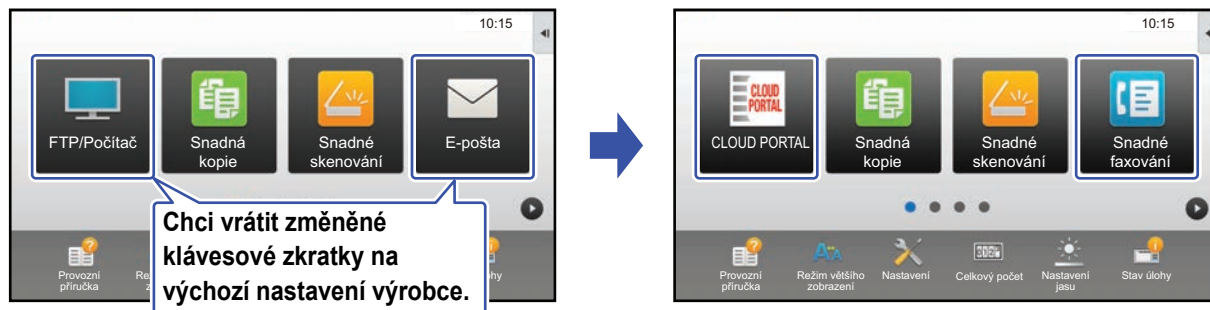 10:15
FTP/Počítač
Snadná
kopie
Snadné
skenování
E-pošta
Chci vrátit změněné
klávesové zkratky na
výchozí nastavení výrobce.
Provozní
příručka
10:15
CLOUD
PORTAL
CLOUD PORTAL
Snadná
kopie
Snadné
skenování
Snadné
faxování
Provozní
příručka
Režim většího
zobrazení
Nastavení
Celkový počet
Nastavení
jasu
Stav úlohy